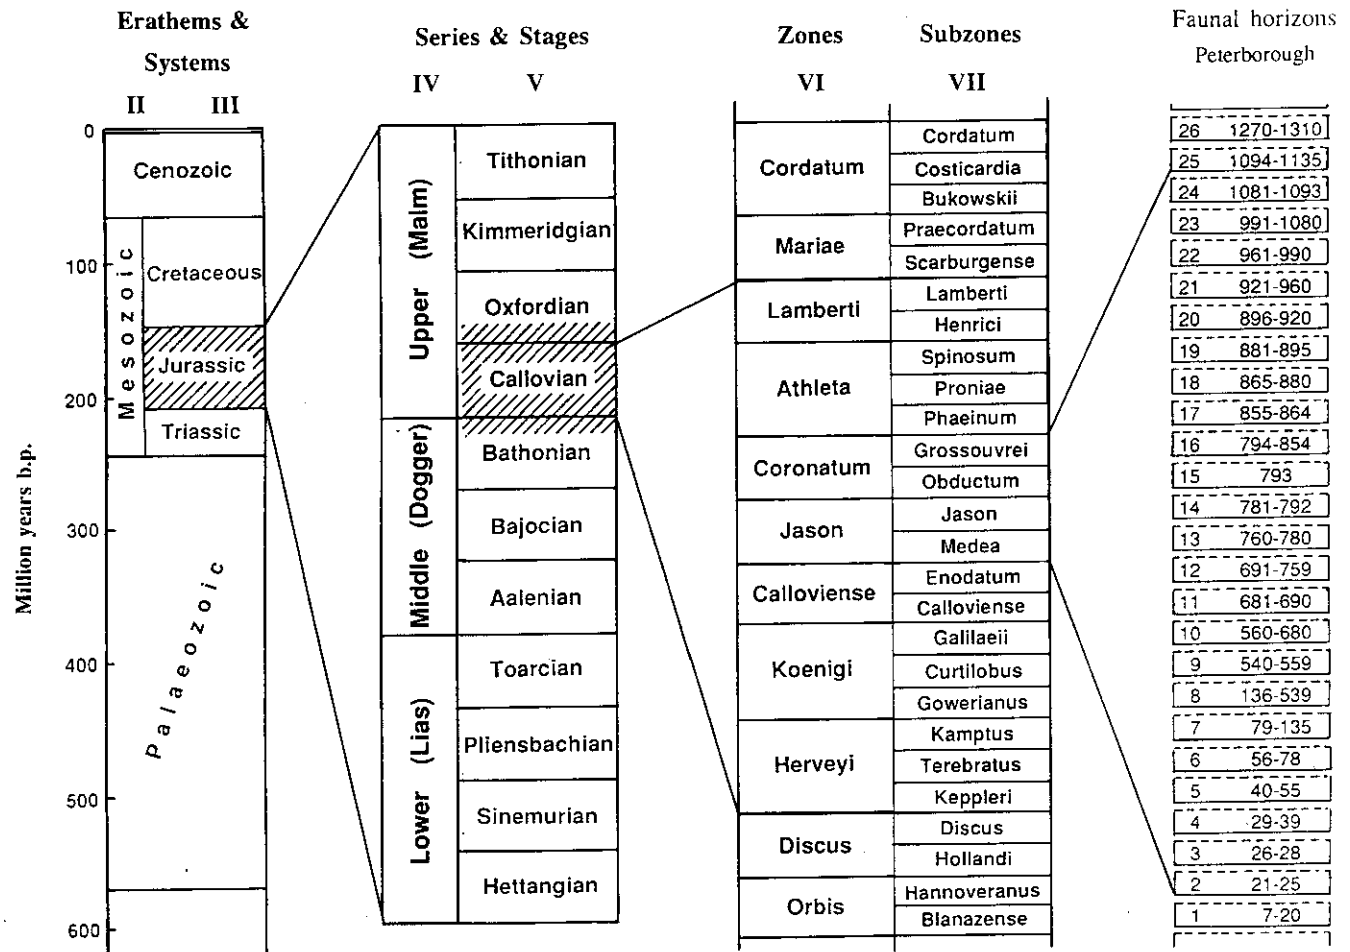 Erathems &
Systems
II III
Series & Stages
IV V
Zones
VI
Subzones
VII
Faunal horizons
Peterborough
Million years b.p.
0
100
200
300
400
500
600
Cenozoic
Mesozoic
Cretaceous
Jurassic
Triassic
Palaeozoic
Upper (Malm)
Middle (Dogger)
Lower (Lias)
Tithonian
Kimmeridgian
Oxfordian
Callovian
Bathonian
Bajocian
Aalenian
Toarcian
Pliensbachian
Sinemurian
Hettangian
Cordatum
Mariae
Lamberti
Athleta
Coronatum
Jason
Calloviense
Koenigi
Herveyi
Discus
Orbis
Cordatum
Costicardia
Bukowskii
Praecordatum
Scarburgense
Lamberti
Henrici
Spinosum
Proniae
Phaeinum
Grossouvrei
Obductum
Jason
Medea
Enodatum
Calloviense
Galilaeii
Curtilobus
Gowerianus
Kamptus
Terebratus
Keppleri
Discus
Hollandi
Hannoveranus
Blanazense
26 1270-1310
25 1094-1135
24 1081-1093
23 991-1080
22 961-990
21 921-960
20 896-920
19 881-895
18 865-880
17 855-864
16 794-854
15 793
14 781-792
13 760-780
12 691-759
11 681-690
10 560-680
9 540-559
8 136-539
7 79-135
6 56-78
5 40-55
4 29-39
3 26-28
2 21-25
1 7-20